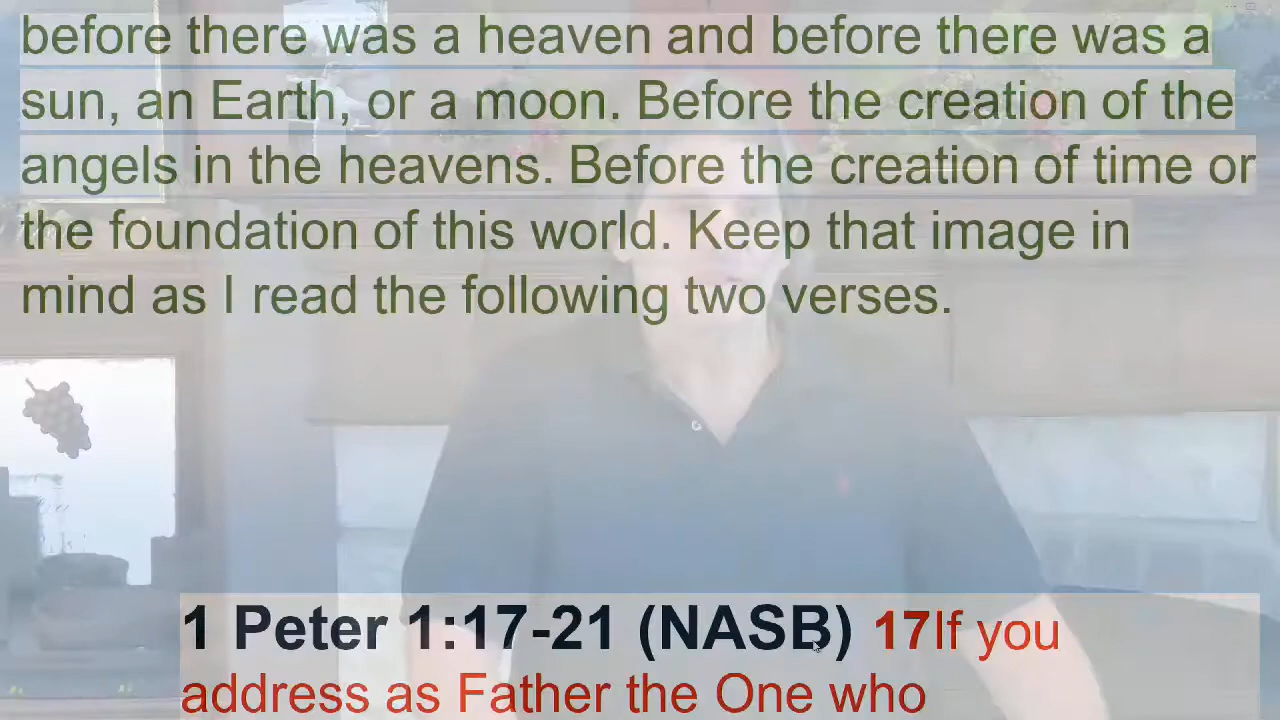 before there was a heaven and before there was a
sun, an Earth, or a moon. Before the creation of the
angels in the heavens. Before the creation of time or
the foundation of this world. Keep that image in
mind as I read the following two verses.
1 Peter 1:17-21 (NASB) 17If you
address as Father the One who